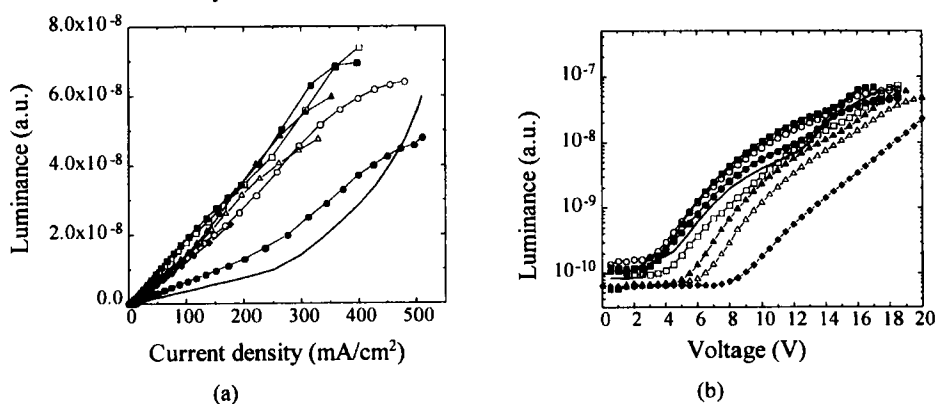 8.0x10-8
6.0x10-8
4.0x10-8
2.0x10-8
0.0
0 100 200 300 400 500
Luminance (a.u.)
Current density (mA/cm2)
(a)
10-7
10-8
10-9
10-10
0 2 4 6 8 10 12 14 16 18 20
Luminance (a.u.)
Voltage (V)
(b)